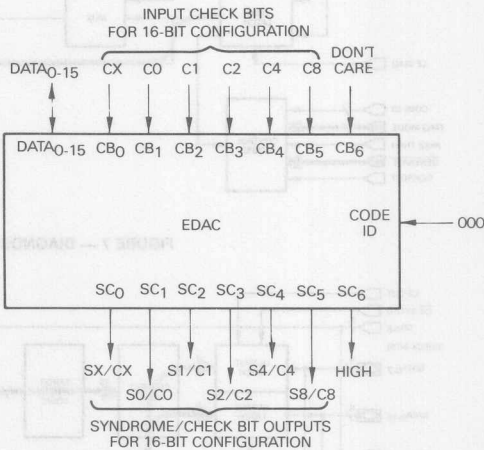 INPUT CHECK BITS
FOR 16-BIT CONFIGURATION
DATA0-15 CX C0 C1 C2 C4 C8 DON'T CARE
DATA0-15 CB0 CB1 CB2 CB3 CB4 CB5 CB6
EDAC
CODE ID
000
SC0 SC1 SC2 SC3 SC4 SC5 SC6
SX/CX S1/C1 S4/C4 HIGH
S0/C0 S2/C2 S8/C8
SYNDROME/CHECK BIT OUTPUTS
FOR 16-BIT CONFIGURATION